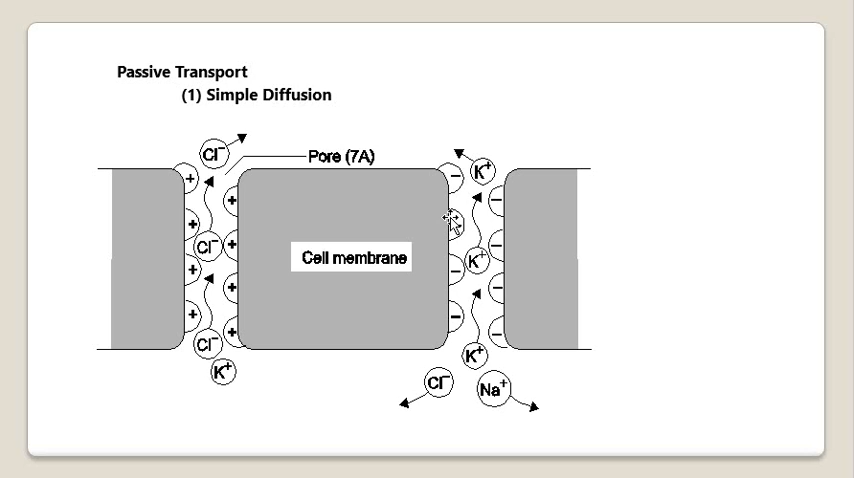 Passive Transport
(1) Simple Diffusion
Cl⁻
Pore (7A)
K⁺
+
+
−
−
+
+
−
Cl⁻
+
−
K⁺
Cell membrane
+
−
−
+
−
+
−
+
−
Cl⁻
K⁺
K⁺
Cl⁻
Na⁺